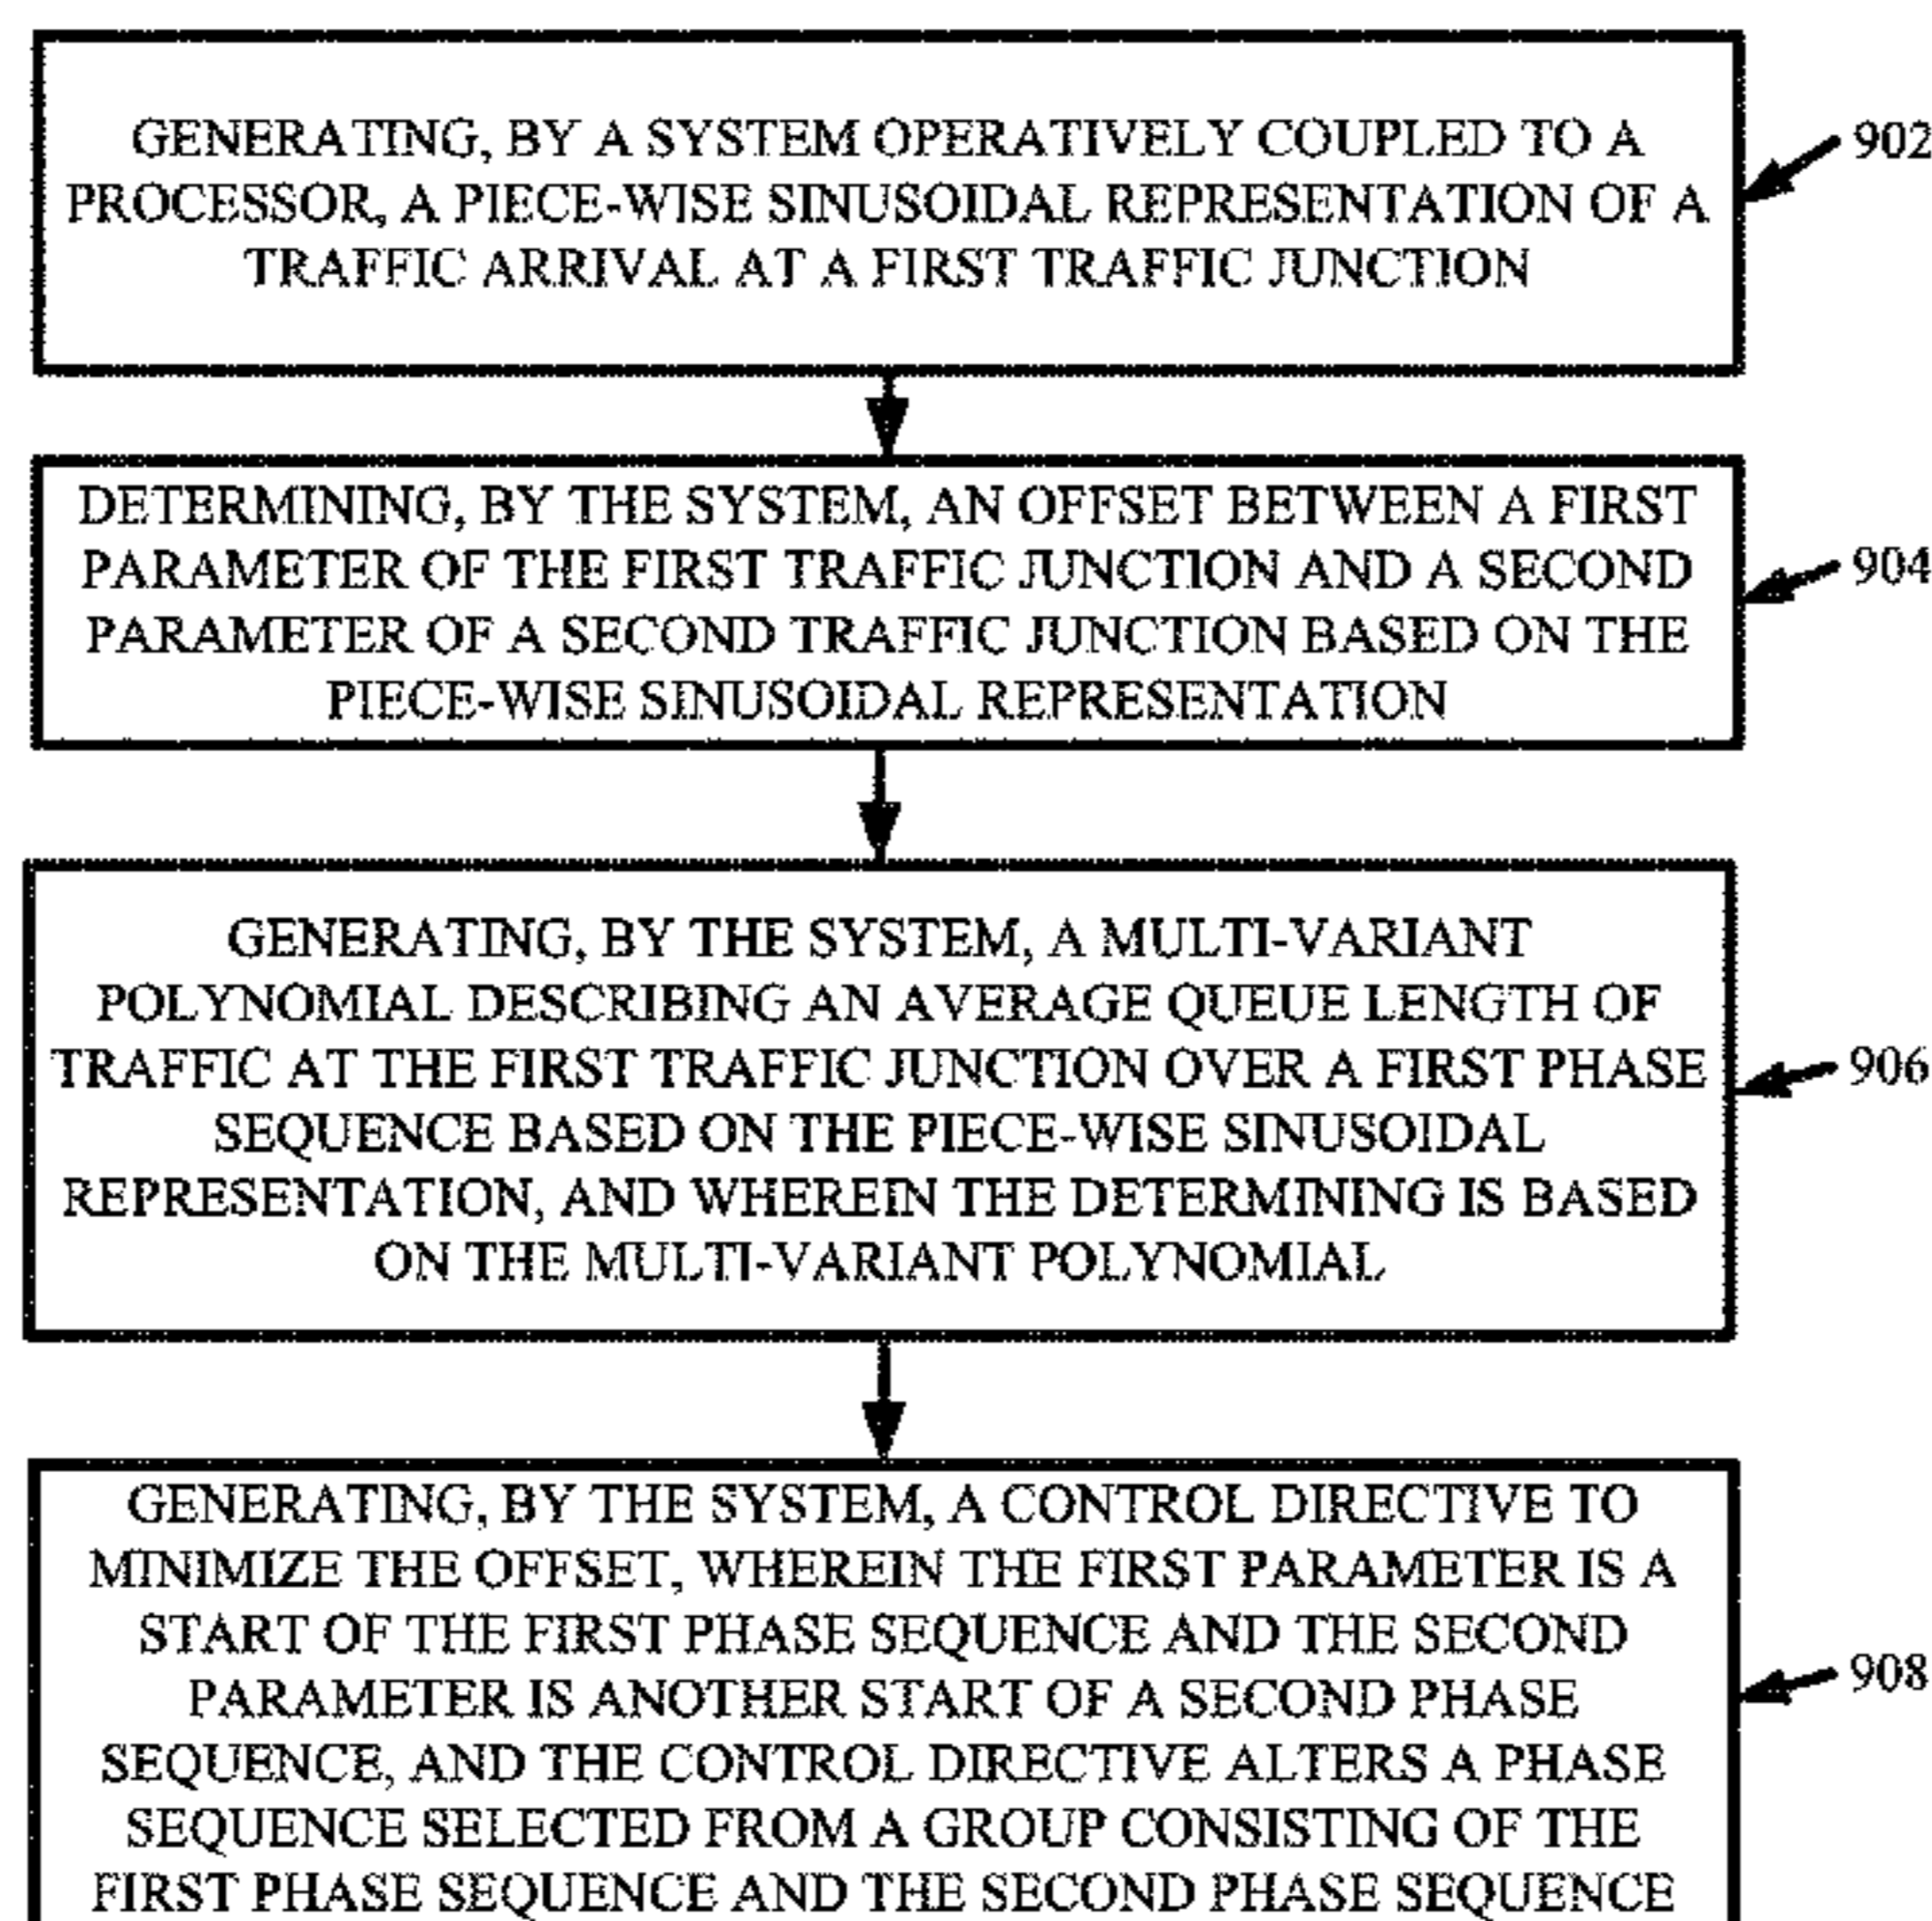 GENERATING, BY A SYSTEM OPERATIVELY COUPLED TO A
PROCESSOR, A PIECE-WISE SINUSOIDAL REPRESENTATION OF A
TRAFFIC ARRIVAL AT A FIRST TRAFFIC JUNCTION
902
DETERMINING, BY THE SYSTEM, AN OFFSET BETWEEN A FIRST
PARAMETER OF THE FIRST TRAFFIC JUNCTION AND A SECOND
PARAMETER OF A SECOND TRAFFIC JUNCTION BASED ON THE
PIECE-WISE SINUSOIDAL REPRESENTATION
904
GENERATING, BY THE SYSTEM, A MULTI-VARIANT
POLYNOMIAL DESCRIBING AN AVERAGE QUEUE LENGTH OF
TRAFFIC AT THE FIRST TRAFFIC JUNCTION OVER A FIRST PHASE
SEQUENCE BASED ON THE PIECE-WISE SINUSOIDAL
REPRESENTATION, AND WHEREIN THE DETERMINING IS BASED
ON THE MULTI-VARIANT POLYNOMIAL
906
GENERATING, BY THE SYSTEM, A CONTROL DIRECTIVE TO
MINIMIZE THE OFFSET, WHEREIN THE FIRST PARAMETER IS A
START OF THE FIRST PHASE SEQUENCE AND THE SECOND
PARAMETER IS ANOTHER START OF A SECOND PHASE
SEQUENCE, AND THE CONTROL DIRECTIVE ALTERS A PHASE
SEQUENCE SELECTED FROM A GROUP CONSISTING OF THE
FIRST PHASE SEQUENCE AND THE SECOND PHASE SEQUENCE
908